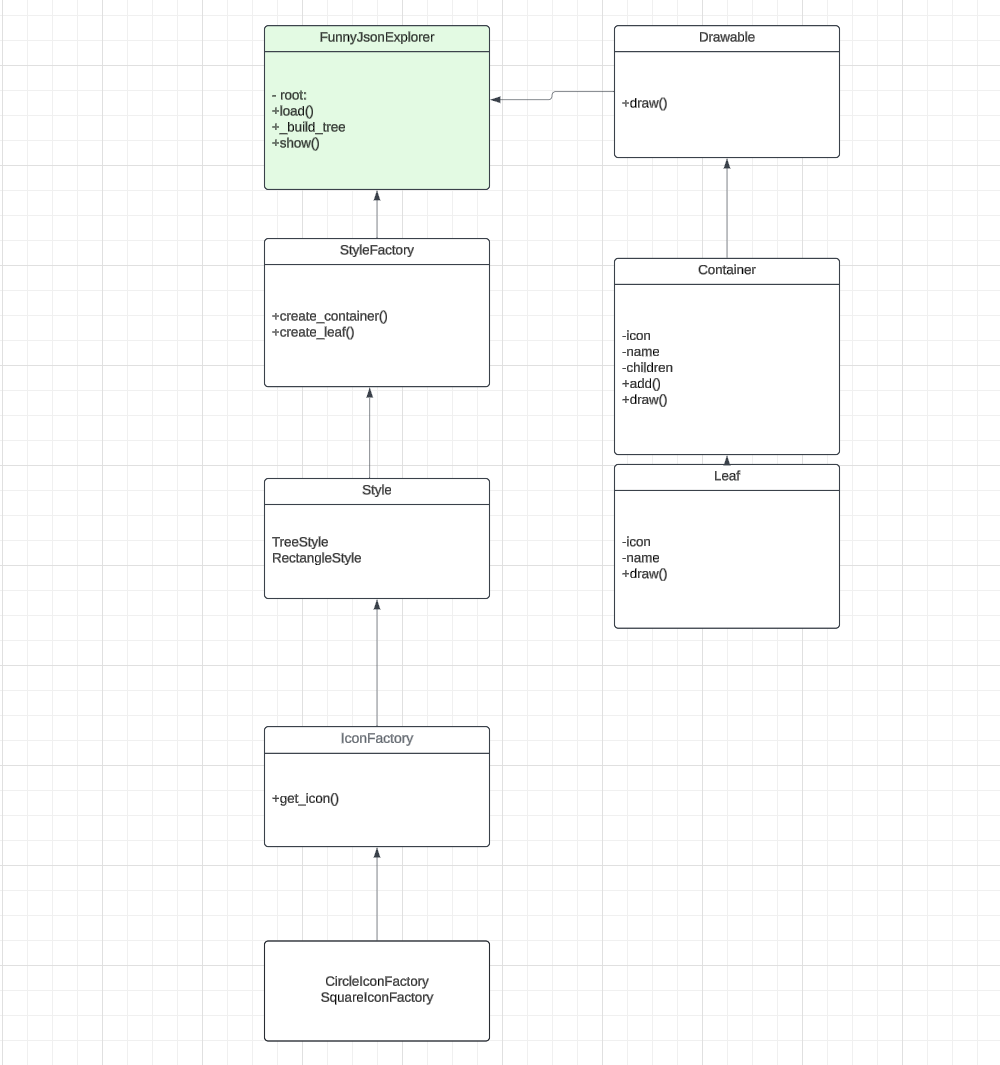 FunnyJsonExplorer
- root:
+load()
+_build_tree
+show()
Drawable
+draw()
StyleFactory
+create_container()
+create_leaf()
Container
-icon
-name
-children
+add()
+draw()
Style
TreeStyle
RectangleStyle
Leaf
-icon
-name
+draw()
IconFactory
+get_icon()
CircleIconFactory
SquareIconFactory